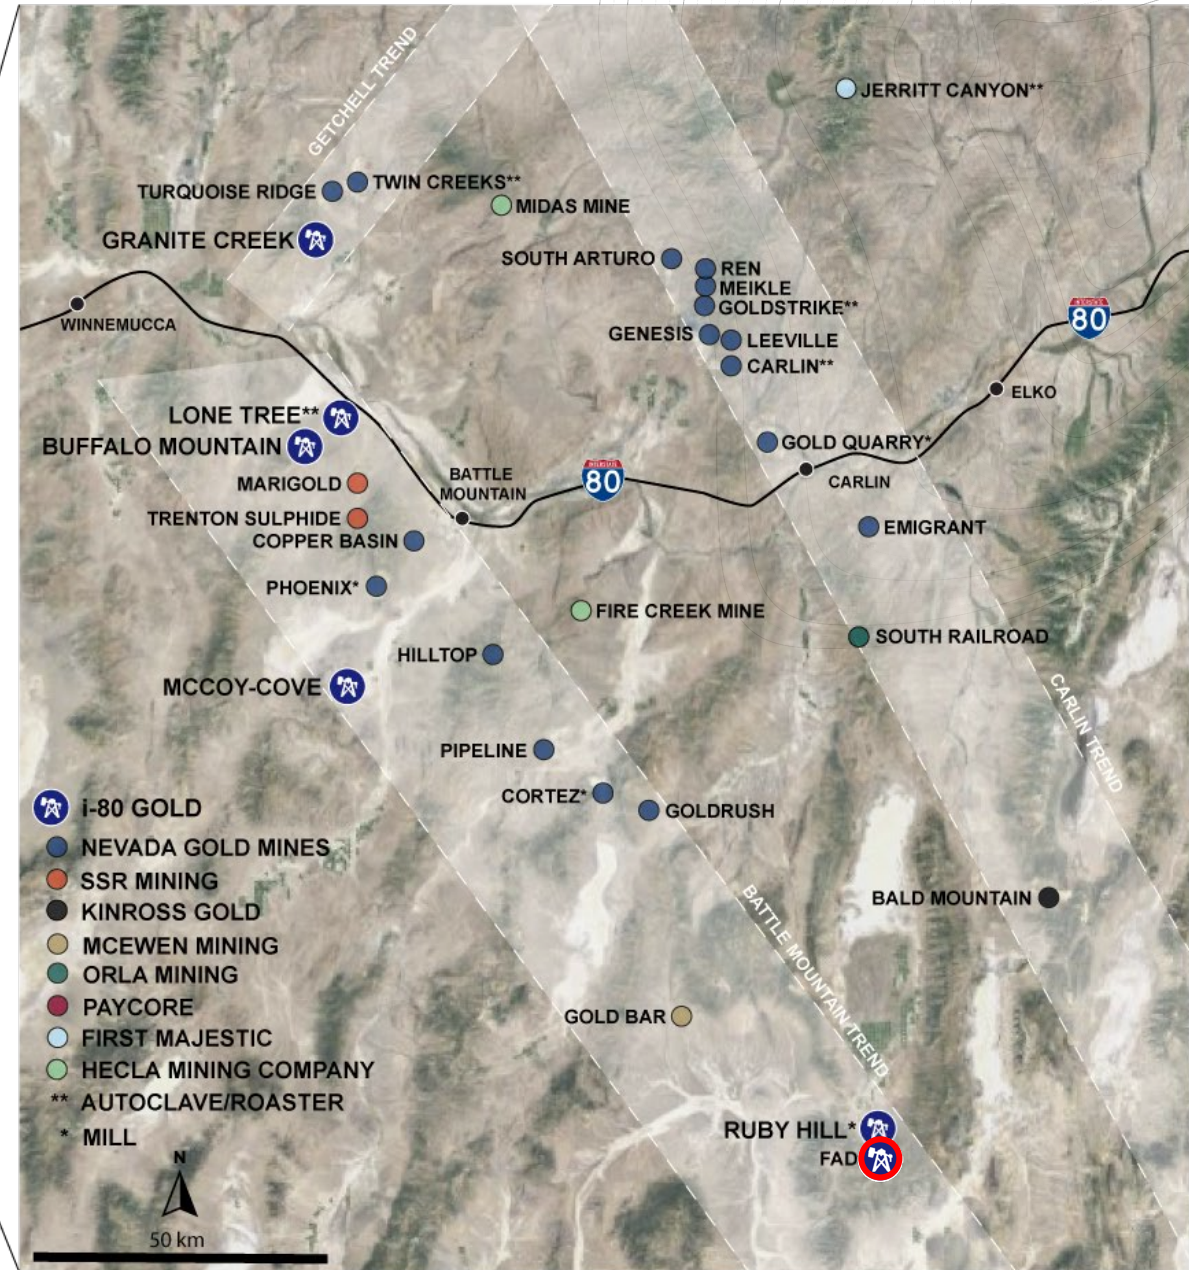 GETCHELL TREND
JERRITT CANYON**
TURQUOISE RIDGE
TWIN CREEKS**
MIDAS MINE
GRANITE CREEK
SOUTH ARTURO
REN
MEIKLE
GOLDSTRIKE**
WINNEMUCCA
GENESIS
LEEVILLE
CARLIN**
INTERSTATE
80
ELKO
LONE TREE**
BUFFALO MOUNTAIN
GOLD QUARRY*
MARIGOLD
BATTLE
MOUNTAIN
INTERSTATE
80
CARLIN
TRENTON SULPHIDE
COPPER BASIN
EMIGRANT
PHOENIX*
FIRE CREEK MINE
SOUTH RAILROAD
HILLTOP
MCCOY-COVE
CARLIN TREND
PIPELINE
CORTEZ*
GOLDRUSH
BALD MOUNTAIN
BATTLE MOUNTAIN TREND
GOLD BAR
RUBY HILL*
FAD
i-80 GOLD
NEVADA GOLD MINES
SSR MINING
KINROSS GOLD
MCEWEN MINING
ORLA MINING
PAYCORE
FIRST MAJESTIC
HECLA MINING COMPANY
** AUTOCLAVE/ROASTER
* MILL
N
50 km